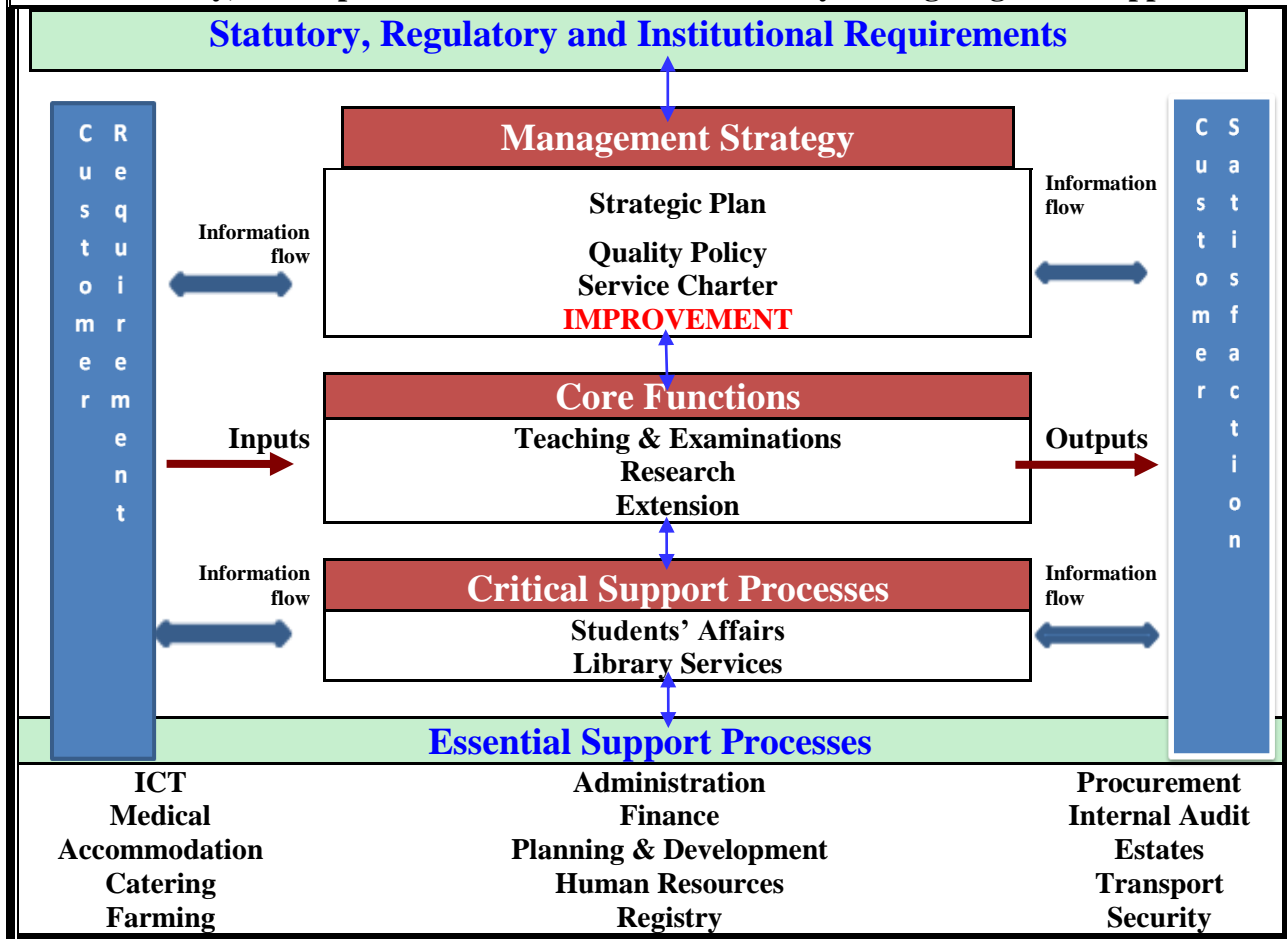 Statutory, Regulatory and Institutional Requirements
Customer Requirement
Management Strategy
Strategic Plan
Quality Policy
Service Charter
IMPROVEMENT
Information
flow
Information
flow
Customer Satisfaction
Core Functions
Inputs
Teaching & Examinations
Research
Extension
Outputs
Information
flow
Critical Support Processes
Students’ Affairs
Library Services
Information
flow
Essential Support Processes
ICT Administration Procurement
Medical Finance Internal Audit
Accommodation Planning & Development Estates
Catering Human Resources Transport
Farming Registry Security